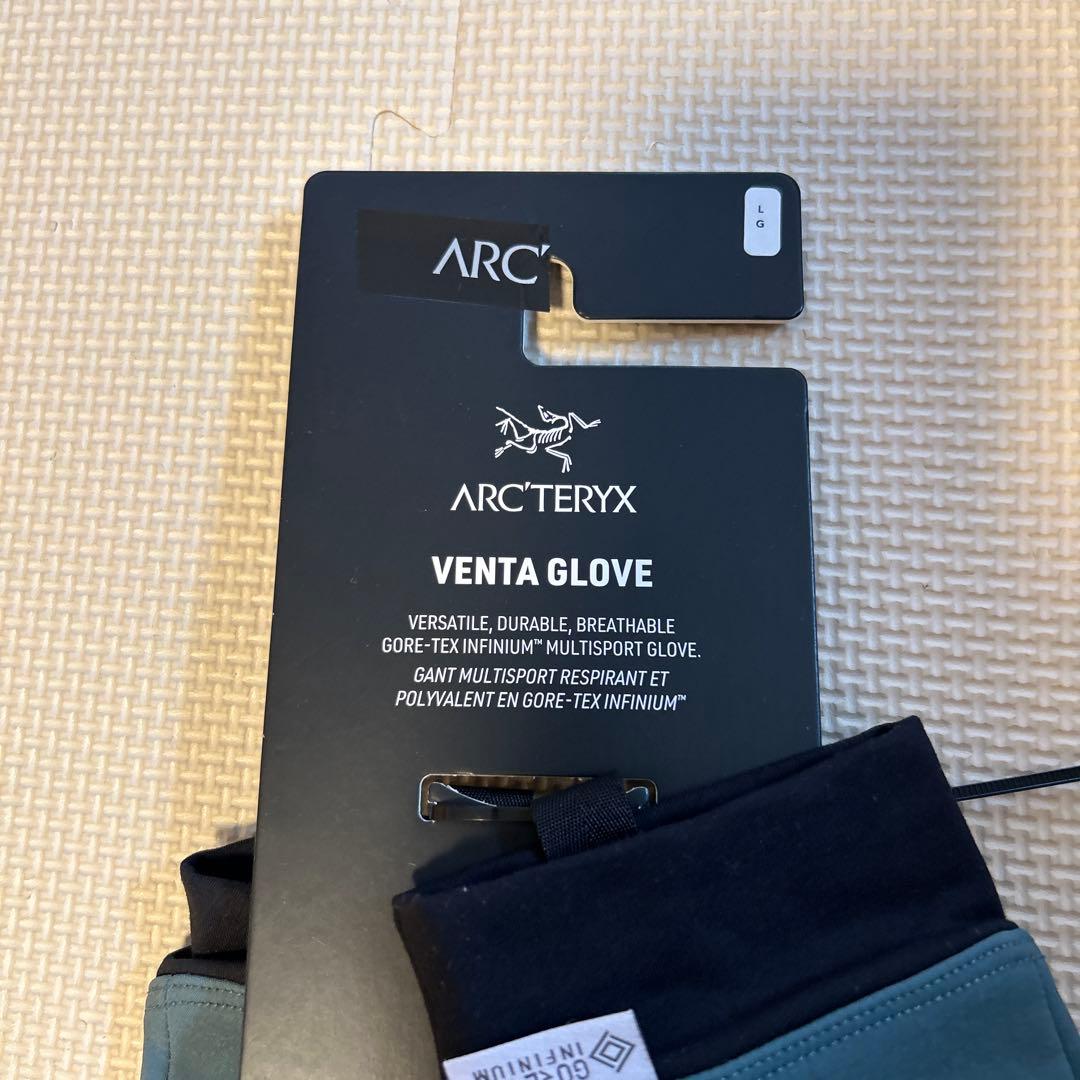 ARC'
L
G
ARC'TERYX
VENTA GLOVE
VERSATILE, DURABLE, BREATHABLE
GORE-TEX INFINIUM™ MULTISPORT GLOVE.
GANT MULTISPORT RESPIRANT ET
POLYVALENT EN GORE-TEX INFINIUM™
INFINIUM